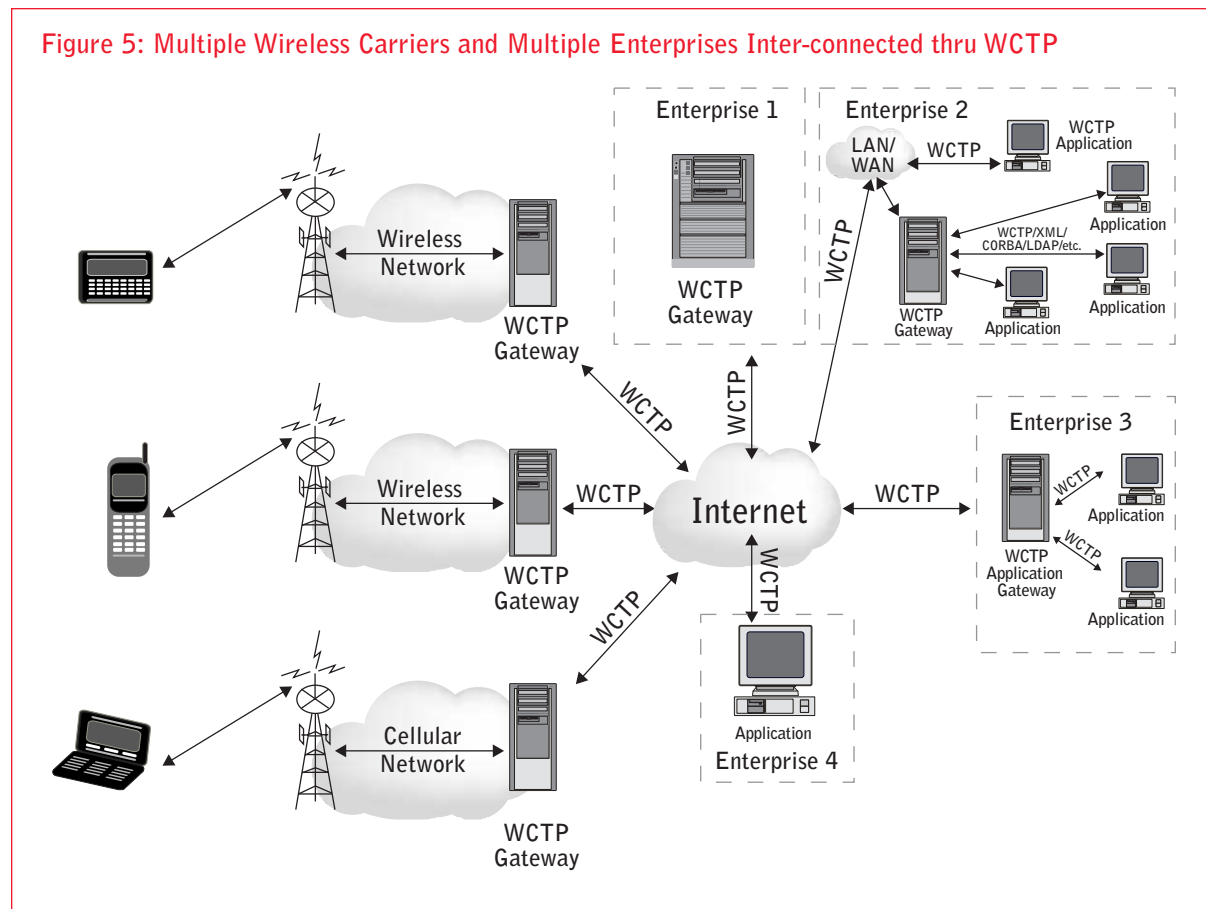 Figure 5: Multiple Wireless Carriers and Multiple Enterprises Inter-connected thru WCTP
Enterprise 1
WCTP
Gateway
Enterprise 2
LAN/
WAN
WCTP
WCTP
Application
Application
WCTP/XML/
CORBA/LDAP/etc.
Application
WCTP
Gateway
Application
Wireless
Network
WCTP
Gateway
WCTP
WCTP
WCTP
Wireless
Network
WCTP
Gateway
WCTP
Internet
WCTP
Enterprise 3
WCTP
Application
WCTP
WCTP
Application
Gateway
Application
Cellular
Network
WCTP
Gateway
WCTP
WCTP
Application
Enterprise 4